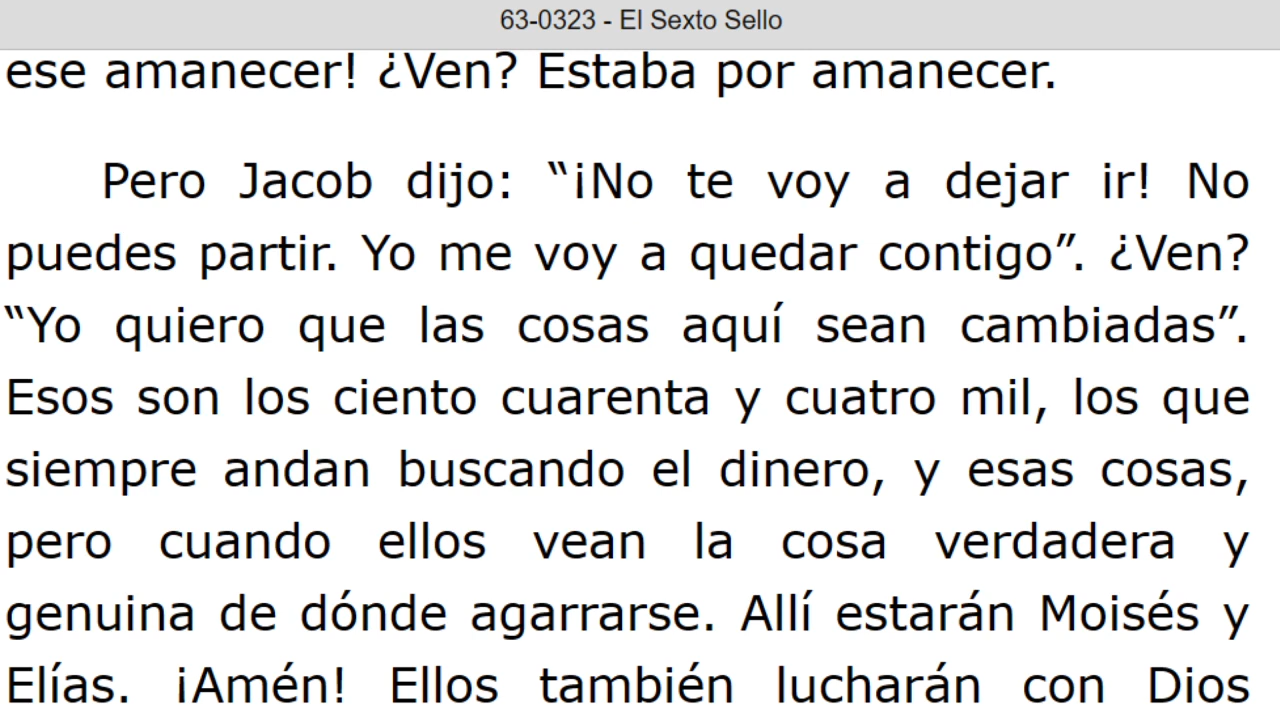 63-0323 - El Sexto Sello
ese amanecer! ¿Ven? Estaba por amanecer.
Pero Jacob dijo: “¡No te voy a dejar ir! No
puedes partir. Yo me voy a quedar contigo”. ¿Ven?
“Yo quiero que las cosas aquí sean cambiadas”.
Esos son los ciento cuarenta y cuatro mil, los que
siempre andan buscando el dinero, y esas cosas,
pero cuando ellos vean la cosa verdadera y
genuina de dónde agarrarse. Allí estarán Moisés y
Elías. ¡Amén! Ellos también lucharán con Dios